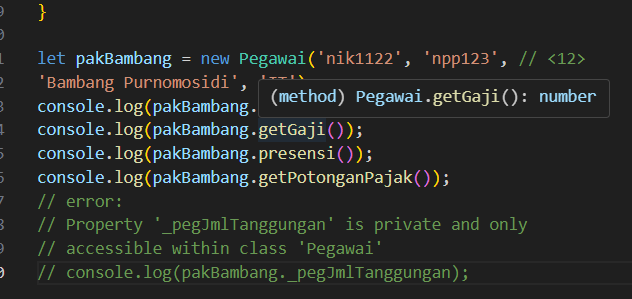 }
let pakBambang = new Pegawai('nik1122', 'npp123', // <12>
'Bambang Purnomosidi',
console.log(pakBambang.
(method) Pegawai.getGaji(): number
console.log(pakBambang.getGaji());
console.log(pakBambang.presensi());
console.log(pakBambang.getPotonganPajak());
// error:
// Property '_pegJmlTanggungan' is private and only
// accessible within class 'Pegawai'
// console.log(pakBambang._pegJmlTanggungan);